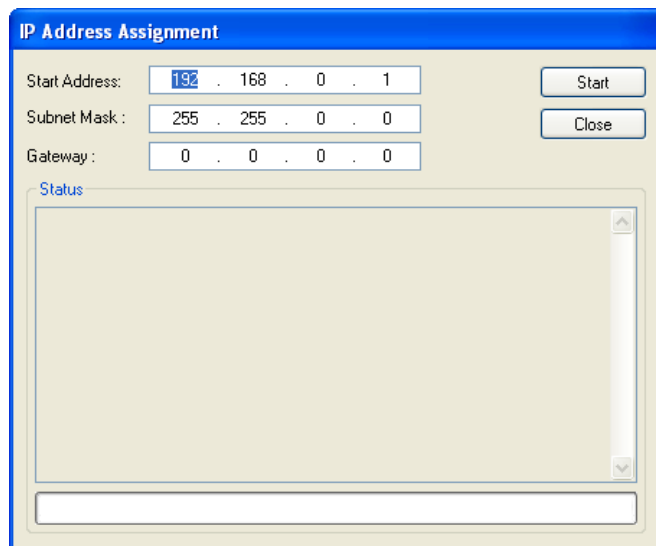 IP Address Assignment
Start Address: 192 . 168 . 0 . 1 Start
Subnet Mask : 255 . 255 . 0 . 0 Close
Gateway : 0 . 0 . 0 . 0
Status